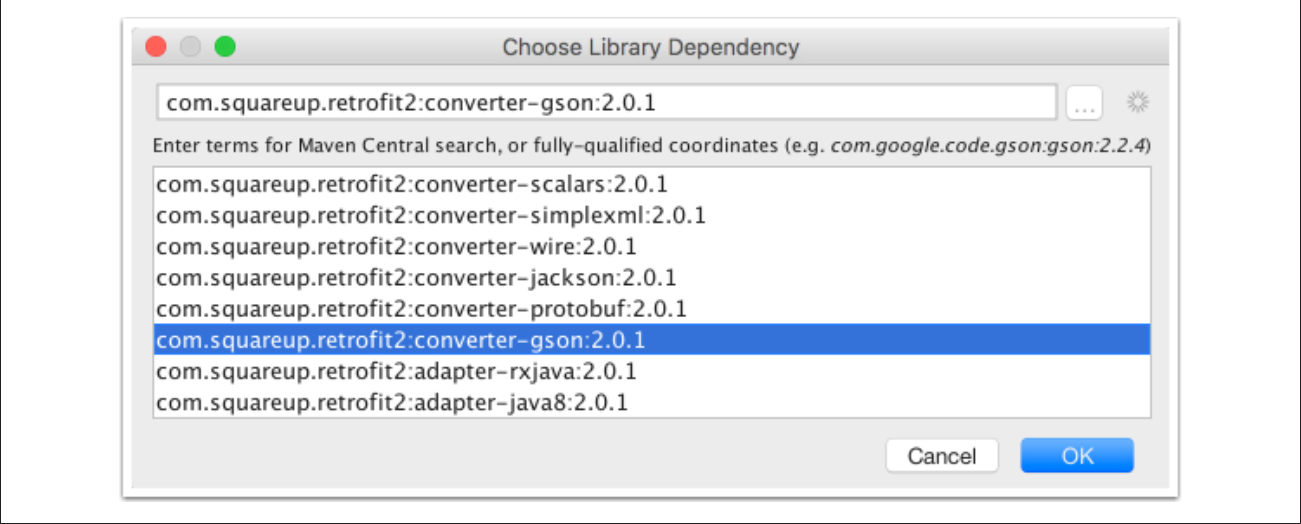 Choose Library Dependency
com.squareup.retrofit2:converter-gson:2.0.1
...
Enter terms for Maven Central search, or fully-qualified coordinates (e.g. com.google.code.gson:gson:2.2.4)
com.squareup.retrofit2:converter-scalars:2.0.1
com.squareup.retrofit2:converter-simplexml:2.0.1
com.squareup.retrofit2:converter-wire:2.0.1
com.squareup.retrofit2:converter-jackson:2.0.1
com.squareup.retrofit2:converter-protobuf:2.0.1
com.squareup.retrofit2:converter-gson:2.0.1
com.squareup.retrofit2:adapter-rxjava:2.0.1
com.squareup.retrofit2:adapter-java8:2.0.1
Cancel OK